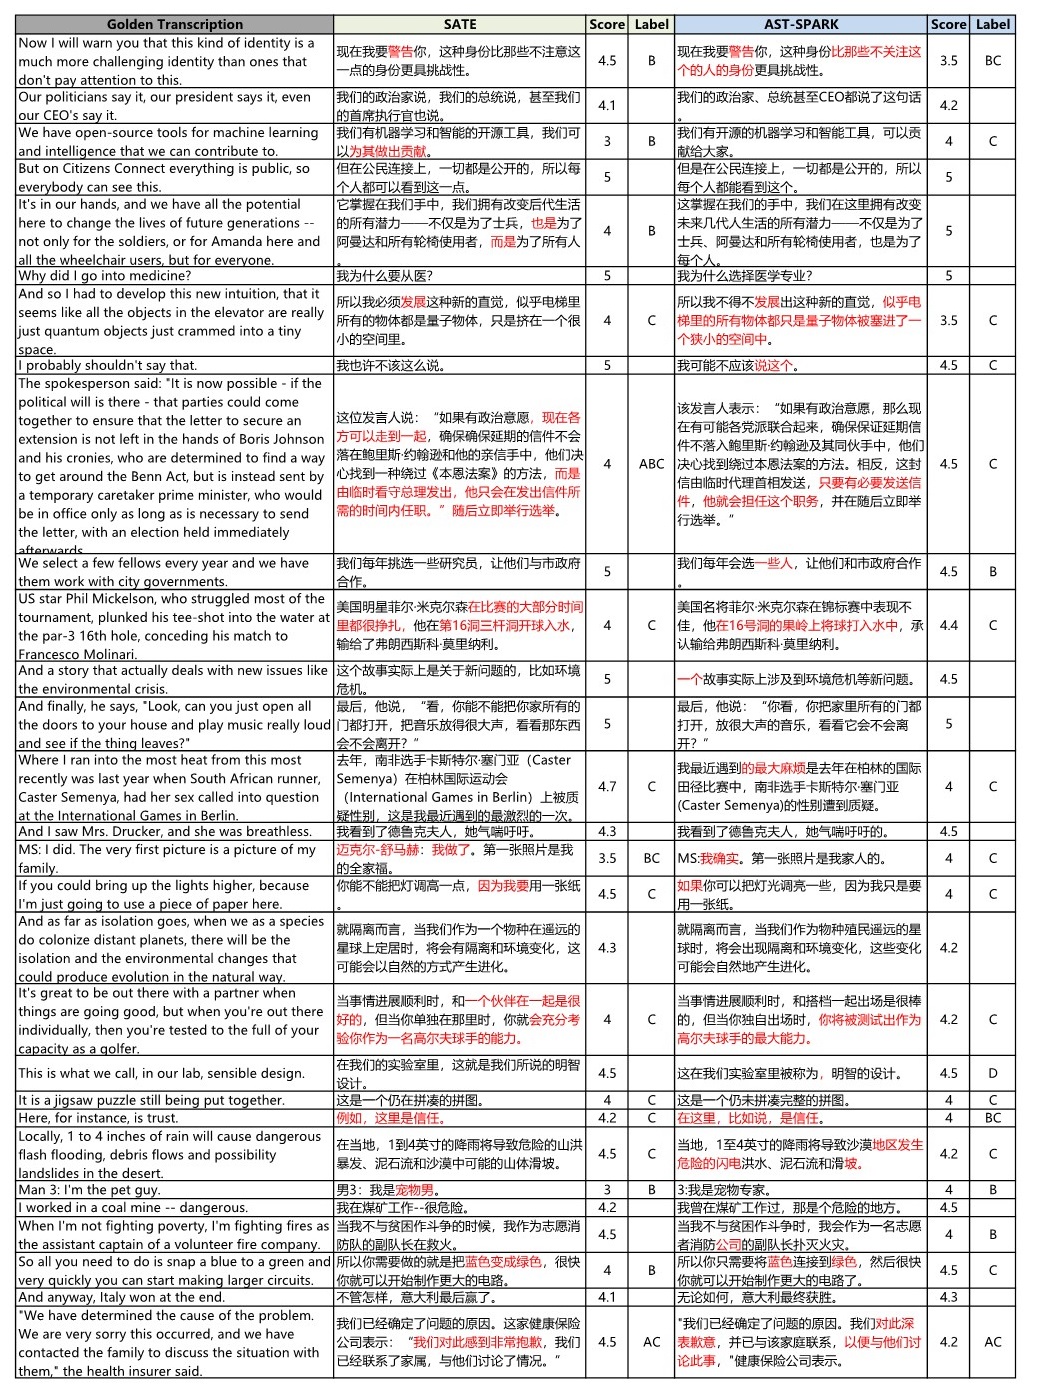 Golden Transcription	SATE	Score	Label	AST-SPARK	Score	Label
Now I will warn you that this kind of identity is a
much more challenging identity than ones that
don't pay attention to this.
现在我要警告你，这种身份比那些不注意这
一点的身份更具挑战性。
4.5
B
现在我要警告你，这种身份比那些不关注这
个的人的身份更具挑战性。
3.5
BC
Our politicians say it, our president says it, even
our CEO's say it.
我们的政治家说，我们的总统说，甚至我们
的首席执行官也说。
4.1
我们的政治家、总统甚至CEO都说了这句话
。
4.2
We have open-source tools for machine learning
and intelligence that we can contribute to.
我们有机器学习和智能的开源工具，我们可
以为其做出贡献。
3
B
我们有开源的机器学习和智能工具，可以贡
献给大家。
4
C
But on Citizens Connect everything is public, so
everybody can see this.
但在公民连接上，一切都是公开的，所以每
个人都可以看到这一点。
5
但是在公民连接上，一切都是公开的，所以
每个人都能看到这个。
5
It's in our hands, and we have all the potential
here to change the lives of future generations --
not only for the soldiers, or for Amanda here and
all the wheelchair users, but for everyone.
它掌握在我们手中，我们拥有改变后代生活
的所有潜力——不仅是为了士兵，也是为了
阿曼达和所有轮椅使用者，而是为了所有人
。
4
B
这掌握在我们的手中，我们在这里拥有改变
未来几代人生活的所有潜力——不仅是为了
士兵、阿曼达和所有轮椅使用者，也是为了
每个人。
5
Why did I go into medicine?
我为什么要从医?
5
我为什么选择医学专业?
5
And so I had to develop this new intuition, that it
seems like all the objects in the elevator are really
just quantum objects just crammed into a tiny
space.
所以我必须发展这种新的直觉，似乎电梯里
所有的物体都是量子物体，只是挤在一个很
小的空间里。
4
C
所以我不得不发展出这种新的直觉，似乎电
梯里的所有物体都只是量子物体被塞进了一
个狭小的空间中。
3.5
C
I probably shouldn't say that.
我也许不该这么说。
5
我可能不应该说这个。
4.5
C
The spokesperson said: "It is now possible - if the
political will is there - that parties could come
together to ensure that the letter to secure an
extension is not left in the hands of Boris Johnson
and his cronies, who are determined to find a way
to get around the Benn Act, but is instead sent by
a temporary caretaker prime minister, who would
be in office only as long as is necessary to send
the letter, with an election held immediately
afterwards.
这位发言人说："如果有政治意愿，现在各
方可以走到一起，确保确保延期的信件不会
落在鲍里斯·约翰逊和他的亲信手中，他们决
心找到一种绕过《本恩法案》的方法，而是
由临时看守总理发出，他只会在发出信件所
需的时间内任职。"随后立即举行选举。
4
ABC
该发言人表示："如果有政治意愿，那么现
在有可能各党派联合起来，确保保证延期信
件不落入鲍里斯·约翰逊及其同伙手中，他们
决心找到绕过本恩法案的方法。相反，这封
信由临时代理首相发送，只要有必要发送信
件，他就会担任这个职务，并在随后立即举
行选举。"
4.5
C
We select a few fellows every year and we have
them work with city governments.
我们每年挑选一些研究员，让他们与市政府
合作。
5
我们每年会选一些人，让他们和市政府合作
。
4.5
B
US star Phil Mickelson, who struggled most of the
tournament, plunked his tee-shot into the water at
the par-3 16th hole, conceding his match to
Francesco Molinari.
美国明星菲尔·米克尔森在比赛的大部分时间
里都很挣扎，他在第16洞三杆洞开球入水，
输给了弗朗西斯科·莫里纳利。
4
C
美国名将菲尔·米克尔森在锦标赛中表现不
佳，他在16号洞的果岭上将球打入水中，承
认输给弗朗西斯科·莫里纳利。
4.4
C
And a story that actually deals with new issues like
the environmental crisis.
这个故事实际上是关于新问题的，比如环境
危机。
5
一个故事实际上涉及到环境危机等新问题。
4.5
And finally, he says, "Look, can you just open all
the doors to your house and play music really loud
and see if the thing leaves?"
最后，他说，"看，你能不能把你家所有的
门都打开，把音乐放得很大声，看看那东西
会不会离开？"
5
最后，他说："你看，你把家里所有的门都
打开，放很大声的音乐，看看它会不会离
开？"
5
Where I ran into the most heat from this most
recently was last year when South African runner,
Caster Semenya, had her sex called into question
at the International Games in Berlin.
去年，南非选手卡斯特尔·塞门亚（Caster
Semenya）在柏林国际运动会
（International Games in Berlin）上被质
疑性别，这是我最近遇到的最激烈的一次。
4.7
C
我最近遇到的最大麻烦是去年在柏林的国际
田径比赛中，南非选手卡斯特尔·塞门亚
(Caster Semenya)的性别遭到质疑。
4
C
And I saw Mrs. Drucker, and she was breathless.
我看到了德鲁克夫人，她气喘吁吁。
4.3
我看到了德鲁克夫人，她气喘吁吁的。
4.5
MS: I did. The very first picture is a picture of my
family.
迈克尔-舒马赫：我做了。第一张照片是我
的全家福。
3.5
BC
MS:我确实。第一张照片是我家人的。
4
C
If you could bring up the lights higher, because
I'm just going to use a piece of paper here.
你能不能把灯调高一点，因为我要用一张纸
。
4.5
C
如果你可以把灯光调亮一些，因为我只是要
用一张纸。
4
C
And as far as isolation goes, when we as a species
do colonize distant planets, there will be the
isolation and the environmental changes that
could produce evolution in the natural way.
就隔离而言，当我们作为一个物种在遥远的
星球上定居时，将会有隔离和环境变化，这
可能会以自然的方式产生进化。
4.3
就隔离而言，当我们作为物种殖民遥远的星
球时，将会出现隔离和环境变化，这些变化
可能会自然地产生进化。
4.2
It's great to be out there with a partner when
things are going good, but when you're out there
individually, then you're tested to the full of your
capacity as a golfer.
当事情进展顺利时，和一个伙伴在一起是很
好的，但当你单独在那里时，你就会充分考
验你作为一名高尔夫球手的能力。
4
C
当事情进展顺利时，和搭档一起出场是很棒
的，但当你独自出场时，你将被测试出作为
高尔夫球手的最大能力。
4.2
C
This is what we call, in our lab, sensible design.
在我们的实验室里，这就是我们所说的明智
设计。
4.5
这在我们实验室里被称为，明智的设计。
4.5
D
It is a jigsaw puzzle still being put together.
这是一个仍在拼凑的拼图。
4
C
这是一个仍未拼凑完整的拼图。
4
C
Here, for instance, is trust.
例如，这里是信任。
4.2
C
在这里，比如说，是信任。
4
BC
Locally, 1 to 4 inches of rain will cause dangerous
flash flooding, debris flows and possibility
landslides in the desert.
在当地，1到4英寸的降雨将导致危险的山洪
暴发、泥石流和沙漠中可能的山体滑坡。
4.5
C
当地，1至4英寸的降雨将导致沙漠地区发生
危险的闪电洪水、泥石流和滑坡。
4.2
C
Man 3: I'm the pet guy.
男3：我是宠物男。
3
B
3:我是宠物专家。
4
B
I worked in a coal mine -- dangerous.
我在煤矿工作--很危险。
4.2
我曾在煤矿工作过，那是个危险的地方。
4.5
When I'm not fighting poverty, I'm fighting fires as
the assistant captain of a volunteer fire company.
当我不与贫困作斗争的时候，我作为志愿消
防队的副队长在救火。
4.5
当我不与贫困作斗争时，我会作为一名志愿
者消防公司的副队长扑灭火灾。
4
B
So all you need to do is snap a blue to a green and
very quickly you can start making larger circuits.
所以你需要做的就是把蓝色变成绿色，很快
你就可以开始制作更大的电路。
4
B
所以你只需要将蓝色连接到绿色，然后很快
你就可以开始制作更大的电路了。
4.5
C
And anyway, Italy won at the end.
不管怎样，意大利最后赢了。
4.1
无论如何，意大利最终获胜。
4.3
"We have determined the cause of the problem.
We are very sorry this occurred, and we have
contacted the family to discuss the situation with
them," the health insurer said.
我们已经确定了问题的原因。这家健康保险
公司表示："我们对此感到非常抱歉，我们
已经联系了家属，与他们讨论了情况。"
4.5
AC
"我们已经确定了问题的原因。我们对此深
表歉意，并已与该家庭联系，以便与他们讨
论此事，"健康保险公司表示。
4.2
AC